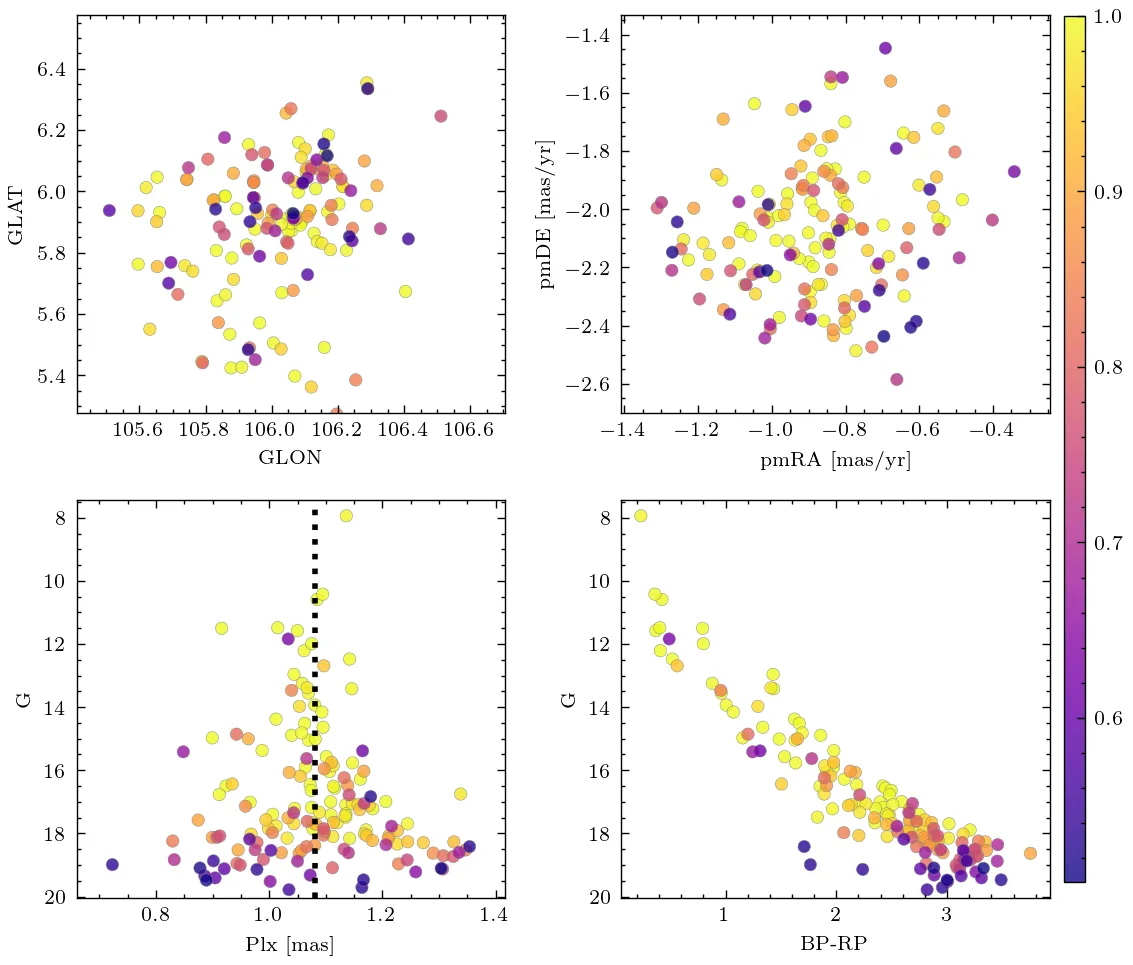 6.4
6.2
6.0
5.8
5.6
5.4
GLAT
105.6 105.8 106.0 106.2 106.4 106.6
GLON
−1.4
−1.6
−1.8
−2.0
−2.2
−2.4
−2.6
pmDE [mas/yr]
−1.4 −1.2 −1.0 −0.8 −0.6 −0.4
pmRA [mas/yr]
1.0
0.9
0.8
0.7
0.6
8
10
12
14
16
18
20
G
0.8 1.0 1.2 1.4
Plx [mas]
8
10
12
14
16
18
20
G
1 2 3
BP-RP